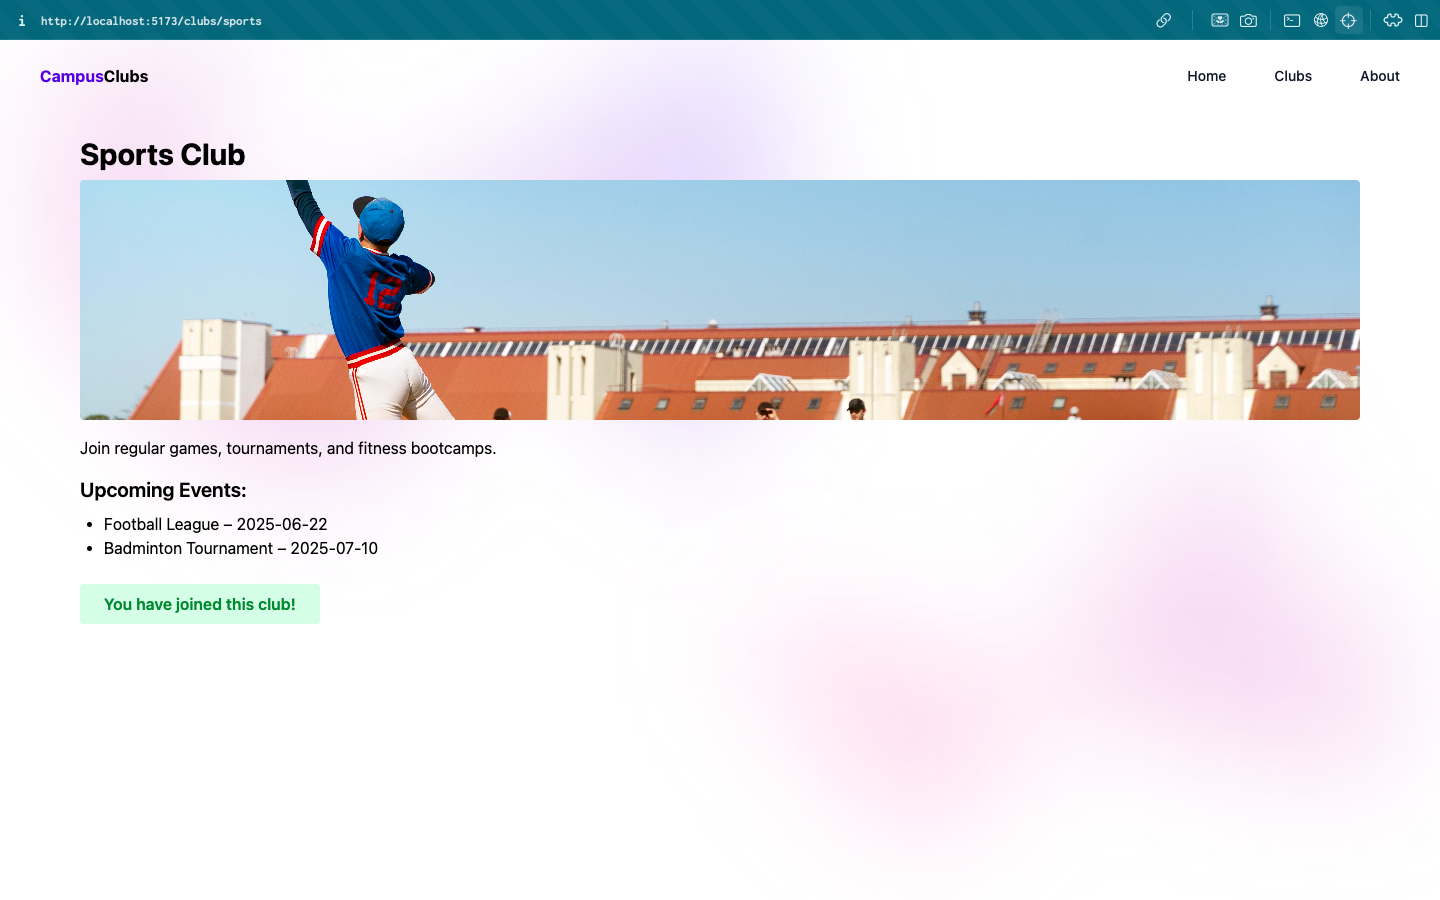 i http://localhost:5173/clubs/sports
CampusClubs Home Clubs About
Sports Club
12
Join regular games, tournaments, and fitness bootcamps.
Upcoming Events:
• Football League – 2025-06-22
• Badminton Tournament – 2025-07-10
You have joined this club!